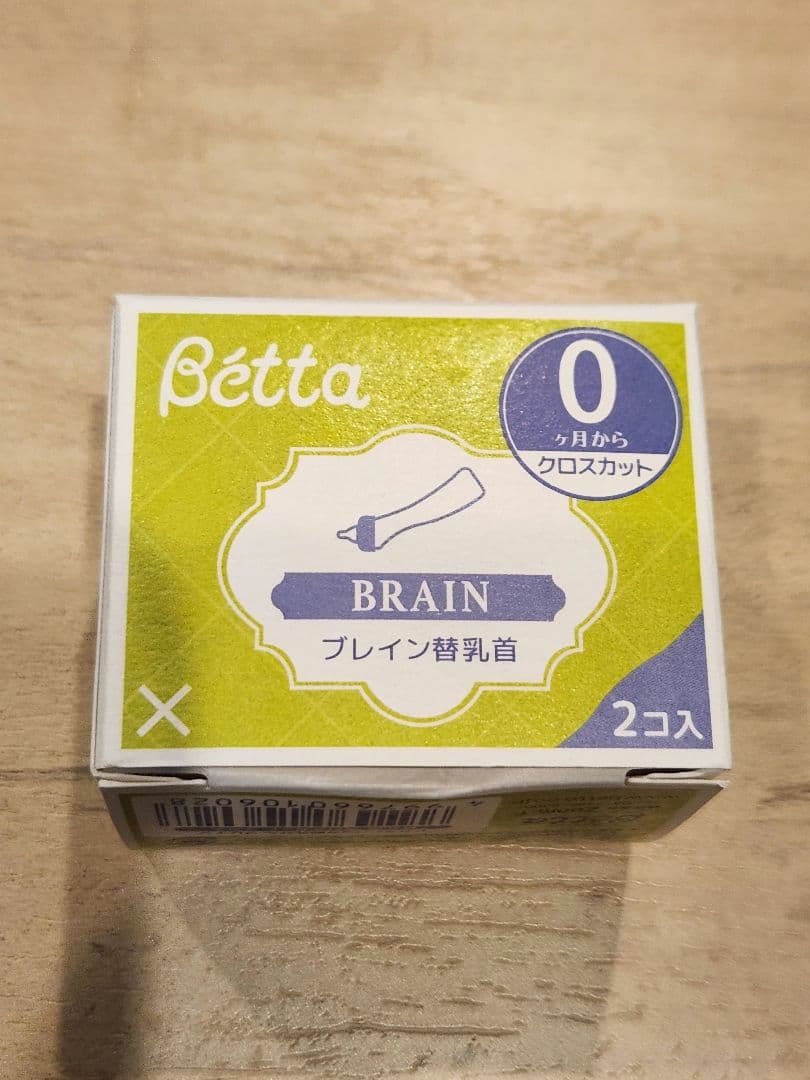 Bétta
0
ヶ月から
クロスカット
BRAIN
ブレイン替乳首
2コ入